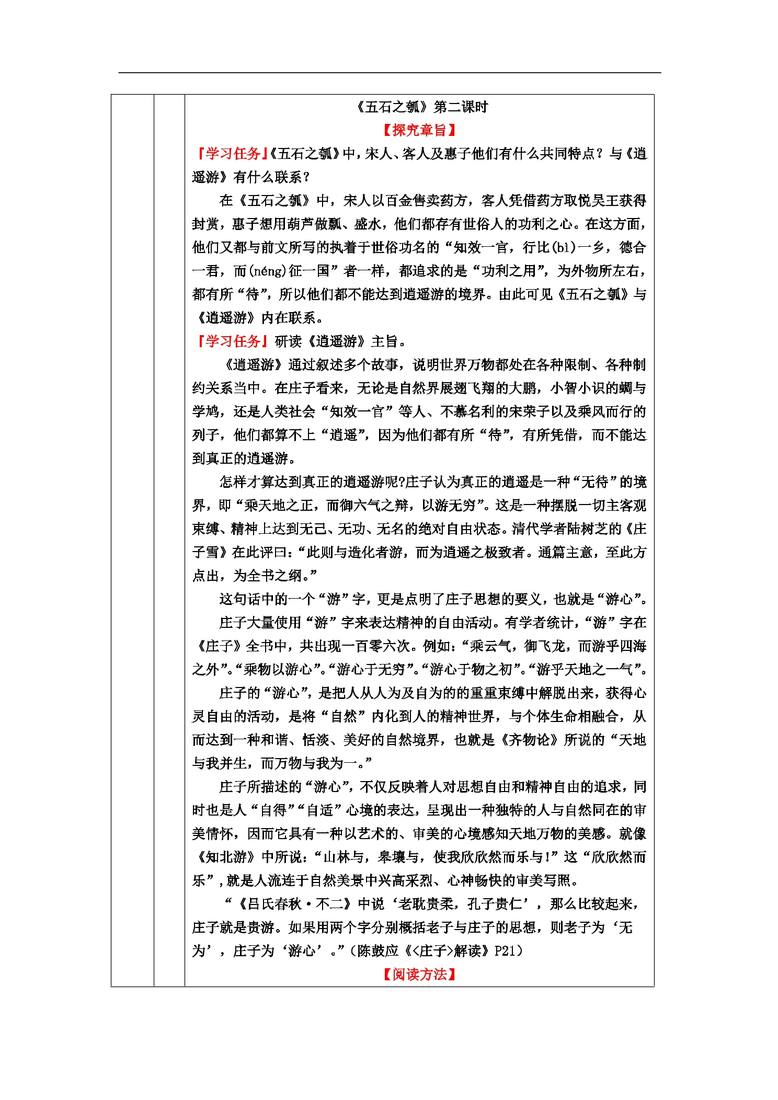 《五石之瓠》第二课时
【探究章旨】
『学习任务』《五石之瓠》中，宋人、客人及惠子他们有什么共同特点？与《逍
遥游》有什么联系？
在《五石之瓠》中，宋人以百金售卖药方，客人凭借药方取悦吴王获得
封赏，惠子想用葫芦做瓢、盛水，他们都存有世俗人的功利之心。在这方面，
他们又都与前文所写的执着于世俗功名的“知效一官，行比(bì)一乡，德合
一君，而(néng)征一国”者一样，都追求的是“功利之用”，为外物所左右，
都有所“待”，所以他们都不能达到逍遥游的境界。由此可见《五石之瓠》与
《逍遥游》内在联系。
『学习任务』研读《逍遥游》主旨。
《逍遥游》通过叙述多个故事，说明世界万物都处在各种限制、各种制
约关系当中。在庄子看来，无论是自然界展翅飞翔的大鹏，小智小识的蜩与
学鸠，还是人类社会“知效一官”等人、不慕名利的宋荣子以及乘风而行的
列子，他们都算不上“逍遥”，因为他们都有所“待”，有所凭借，而不能达
到真正的逍遥游。
怎样才算达到真正的逍遥游呢?庄子认为真正的逍遥是一种“无待”的境
界，即“乘天地之正，而御六气之辩，以游无穷”。这是一种摆脱一切主客观
束缚、精神上达到无己、无功、无名的绝对自由状态。清代学者陆树芝的《庄
子雪》在此评曰：“此则与造化者游，而为逍遥之极致者。通篇主意，至此方
点出，为全书之纲。”
这句话中的一个“游”字，更是点明了庄子思想的要义，也就是“游心”。
庄子大量使用“游”字来表达精神的自由活动。有学者统计，“游”字在
《庄子》全书中，共出现一百零六次。例如：“乘云气，御飞龙，而游乎四海
之外”。“乘物以游心”。“游心于无穷”。“游心于物之初”。“游乎天地之一气”。
庄子的“游心”，是把人从人为及自为的的重重束缚中解脱出来，获得心
灵自由的活动，是将“自然”内化到人的精神世界，与个体生命相融合，从
而达到一种和谐、恬淡、美好的自然境界，也就是《齐物论》所说的“天地
与我并生，而万物与我为一。”
庄子所描述的“游心”，不仅反映着人对思想自由和精神自由的追求，同
时也是人“自得”“自适”心境的表达，呈现出一种独特的人与自然同在的审
美情怀，因而它具有一种以艺术的、审美的心境感知天地万物的美感。就像
《知北游》中所说：“山林与，皋壤与，使我欣欣然而乐与!”这“欣欣然而
乐”,就是人流连于自然美景中兴高采烈、心神畅快的审美写照。
“《吕氏春秋·不二》中说‘老耽贵柔，孔子贵仁’，那么比较起来，
庄子就是贵游。如果用两个字分别概括老子与庄子的思想，则老子为‘无
为’，庄子为‘游心’。”（陈鼓应《<庄子>解读》P21）
【阅读方法】